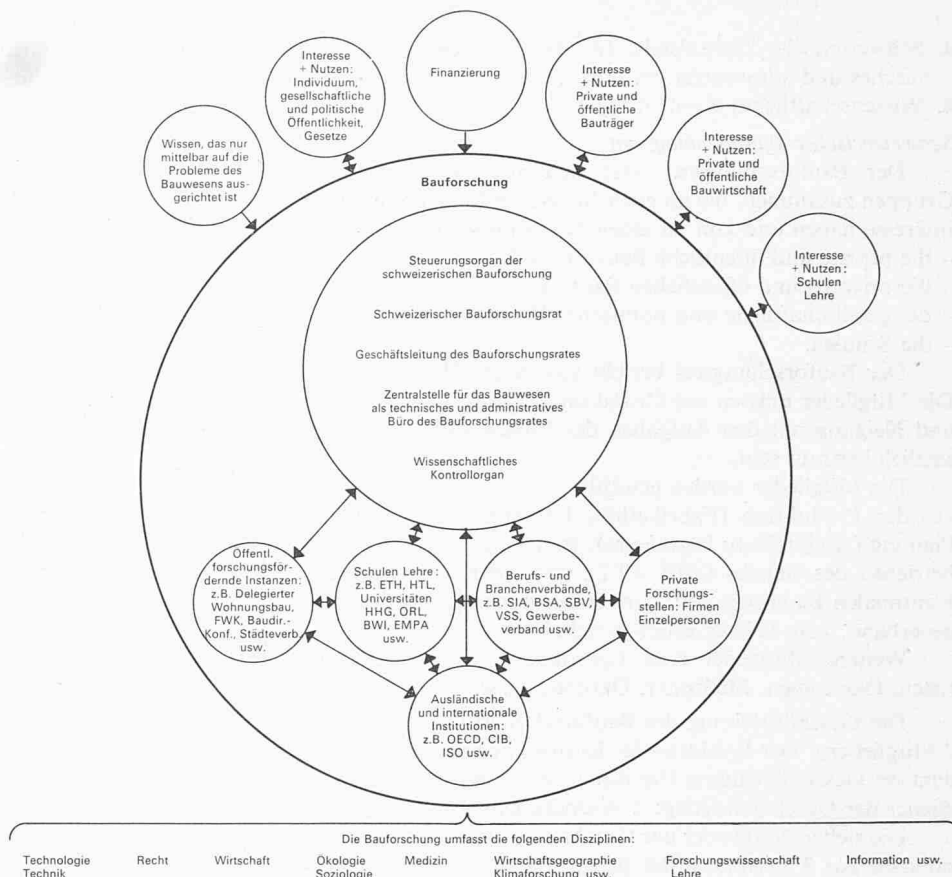 Interesse
+ Nutzen:
Individuum,
gesellschaftliche
und politische
Öffentlichkeit,
Gesetze
Finanzierung
Interesse
+ Nutzen:
Private und
öffentliche
Bauträger
Wissen, das nur
mittelbar auf die
Probleme des
Bauwesens aus-
gerichtet ist
Interesse
+ Nutzen:
Private und
öffentliche
Bauwirtschaft
Interesse
+ Nutzen:
Schulen
Lehre
Bauforschung
Steuerungsorgan der
schweizerischen Bauforschung
Schweizerischer Bauforschungsrat
Geschäftsleitung des Bauforschungsrates
Zentralstelle für das Bauwesen
als technisches und administratives
Büro des Bauforschungsrates
Wissenschaftliches
Kontrollorgan
Öffentl.
forschungsför-
dernde Instanzen:
z.B. Delegierter
Wohnungsbau,
FWK, Baudir.-
Konf., Städteverb.
usw.
Schulen Lehre:
z.B. ETH, HTL,
Universitäten
HHG, ORL,
BWI, EMPA
usw.
Berufs- und
Branchenverbände,
z.B. SIA, BSA, SBV,
VSS, Gewerbe-
verband usw.
Private
Forschungs-
stellen: Firmen
Einzelpersonen
Ausländische
und internationale
Institutionen:
z.B. OECD, CIB,
ISO usw.
Die Bauforschung umfasst die folgenden Disziplinen:
Technologie Recht Wirtschaft Ökologie Medizin Wirtschaftsgeographie Forschungswissenschaft Information usw.
Technik Soziologie Klimaforschung usw. Lehre